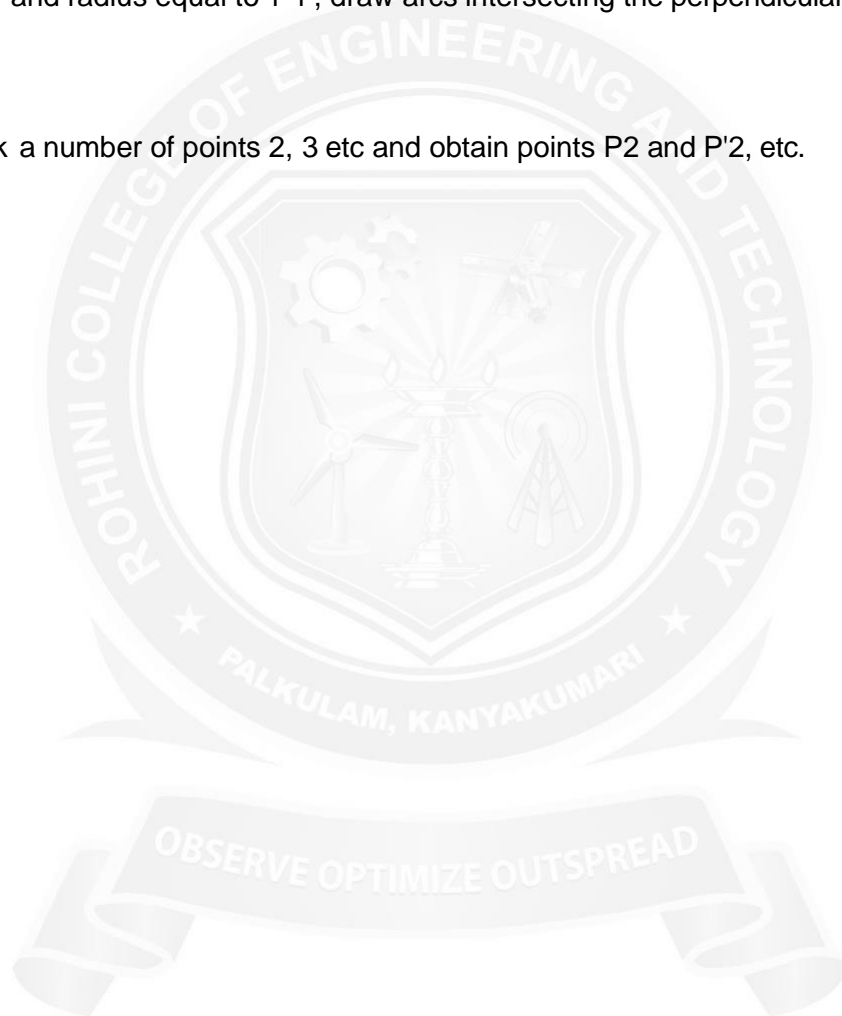 and radius equal to 1-1', draw arcs intersecting the perpendicular
a number of points 2, 3 etc and obtain points P2 and P'2, etc.
ROHINI COLLEGE OF ENGINEERING AND TECHNOLOGY
PALKULAM, KANYAKUMARI
OBSERVE OPTIMIZE OUTSPREAD